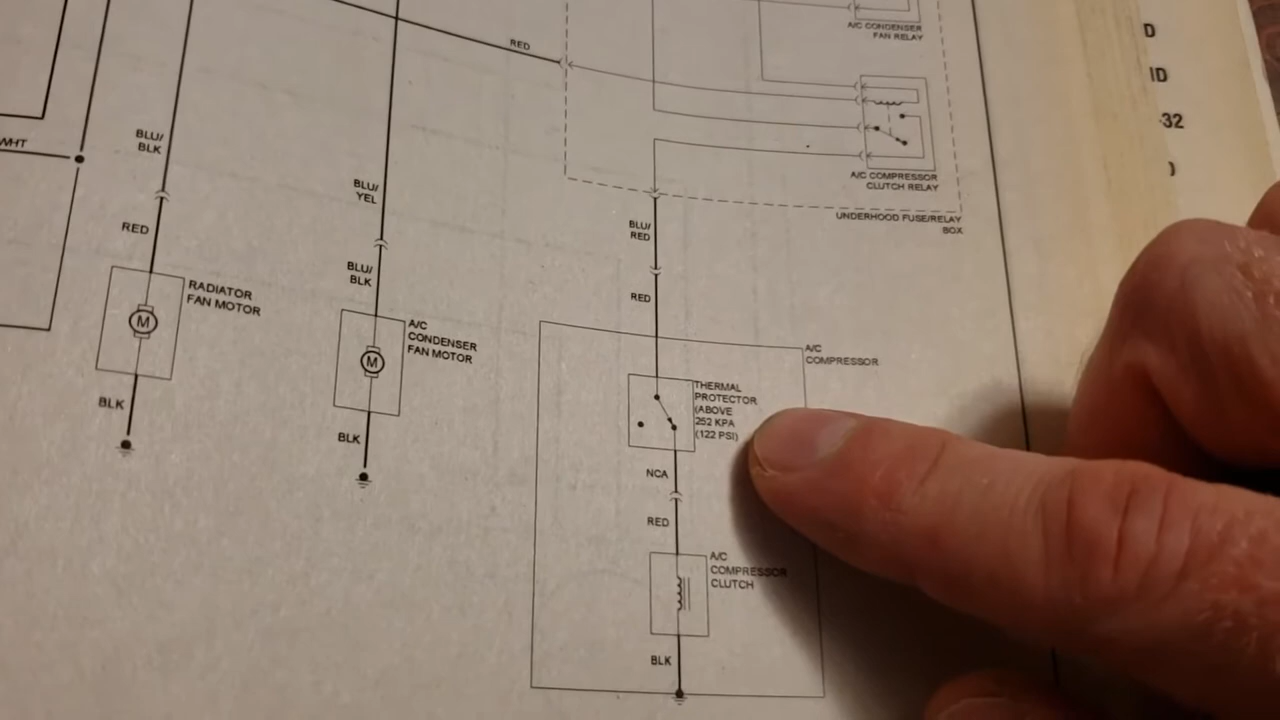 A/C CONDENSER
FAN RELAY
RED
D
ID
32
BLU/
BLK
WHT
BLU/
YEL
A/C COMPRESSOR
CLUTCH RELAY
UNDERHOOD FUSE/RELAY
BOX
RED
BLU/
RED
BLU/
BLK
RED
RADIATOR
FAN MOTOR
M
A/C
CONDENSER
FAN MOTOR
M
A/C
COMPRESSOR
THERMAL
PROTECTOR
(ABOVE
252 KPA
(122 PSI)
BLK
BLK
NCA
RED
A/C
COMPRESSOR
CLUTCH
BLK